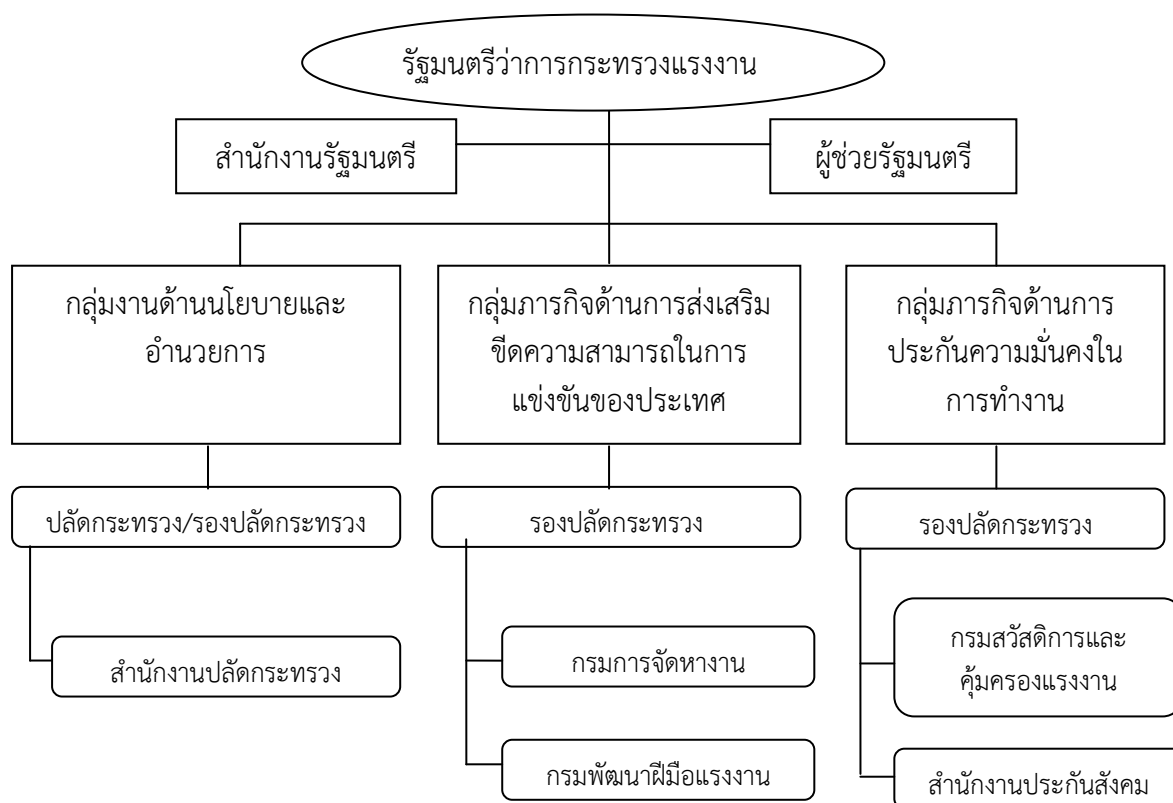 รัฐมนตรีว่าการกระทรวงแรงงาน
สำนักงานรัฐมนตรี
ผู้ช่วยรัฐมนตรี
กลุ่มงานด้านนโยบายและ
อำนวยการ
กลุ่มภารกิจด้านการส่งเสริม
ขีดความสามารถในการ
แข่งขันของประเทศ
กลุ่มภารกิจด้านการ
ประกันความมั่นคงใน
การทำงาน
ปลัดกระทรวง/รองปลัดกระทรวง
รองปลัดกระทรวง
รองปลัดกระทรวง
สำนักงานปลัดกระทรวง
กรมการจัดหางาน
กรมพัฒนาฝีมือแรงงาน
กรมสวัสดิการและ
คุ้มครองแรงงาน
สำนักงานประกันสังคม